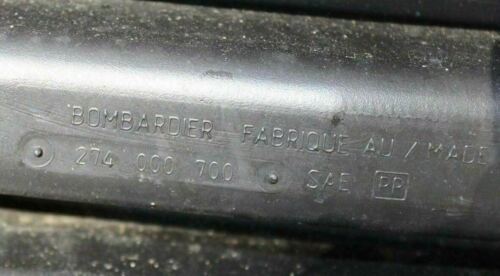 BOMBARDIER FABRIQUE AU / MADE
274 000 700 SAE PP